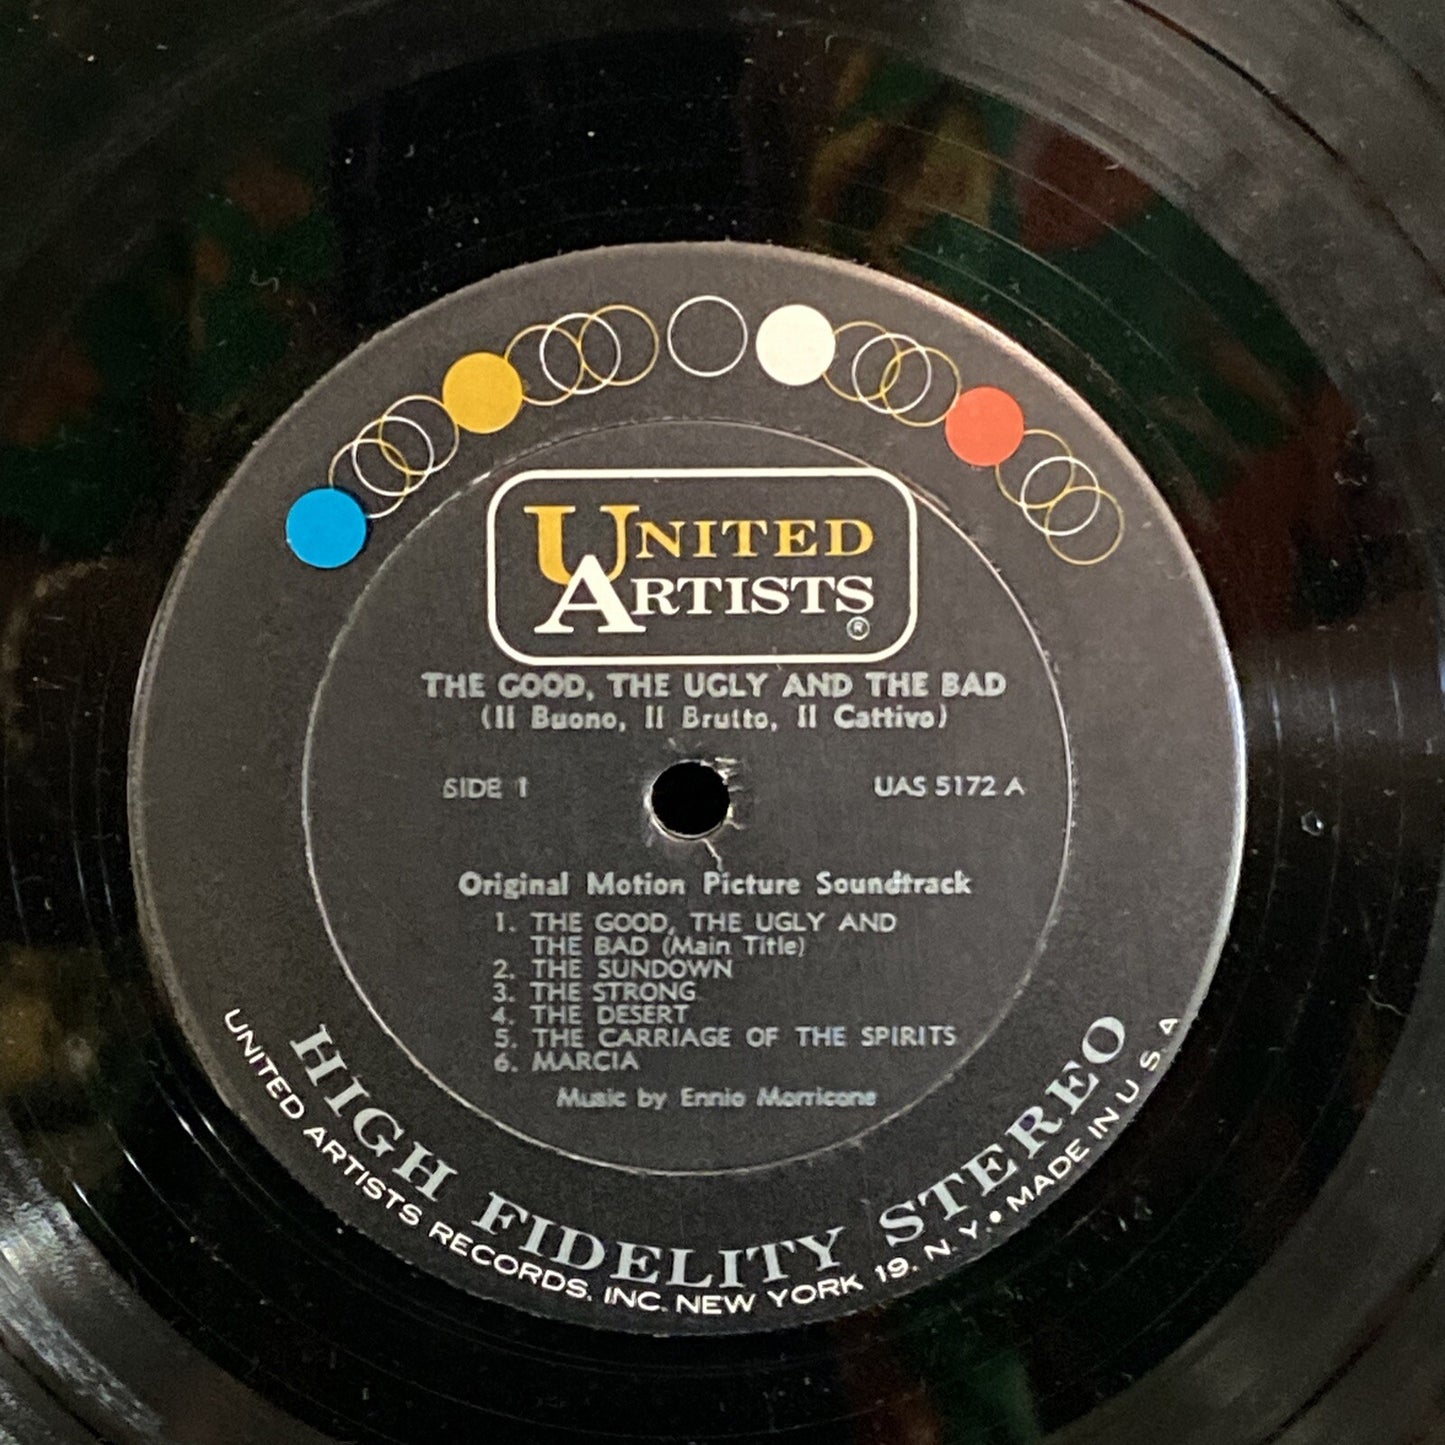 UNITED
ARTISTS
®
THE GOOD, THE UGLY AND THE BAD
(Il Buono, Il Brutto, Il Cattivo)
SIDE 1
UAS 5172 A
Original Motion Picture Soundtrack
1. THE GOOD, THE UGLY AND
THE BAD (Main Title)
2. THE SUNDOWN
3. THE STRONG
4. THE DESERT
5. THE CARRIAGE OF THE SPIRITS
6. MARCIA
Music by Ennio Morricone
HIGH FIDELITY STEREO
UNITED ARTISTS RECORDS, INC. NEW YORK 19, N.Y. • MADE IN U.S.A